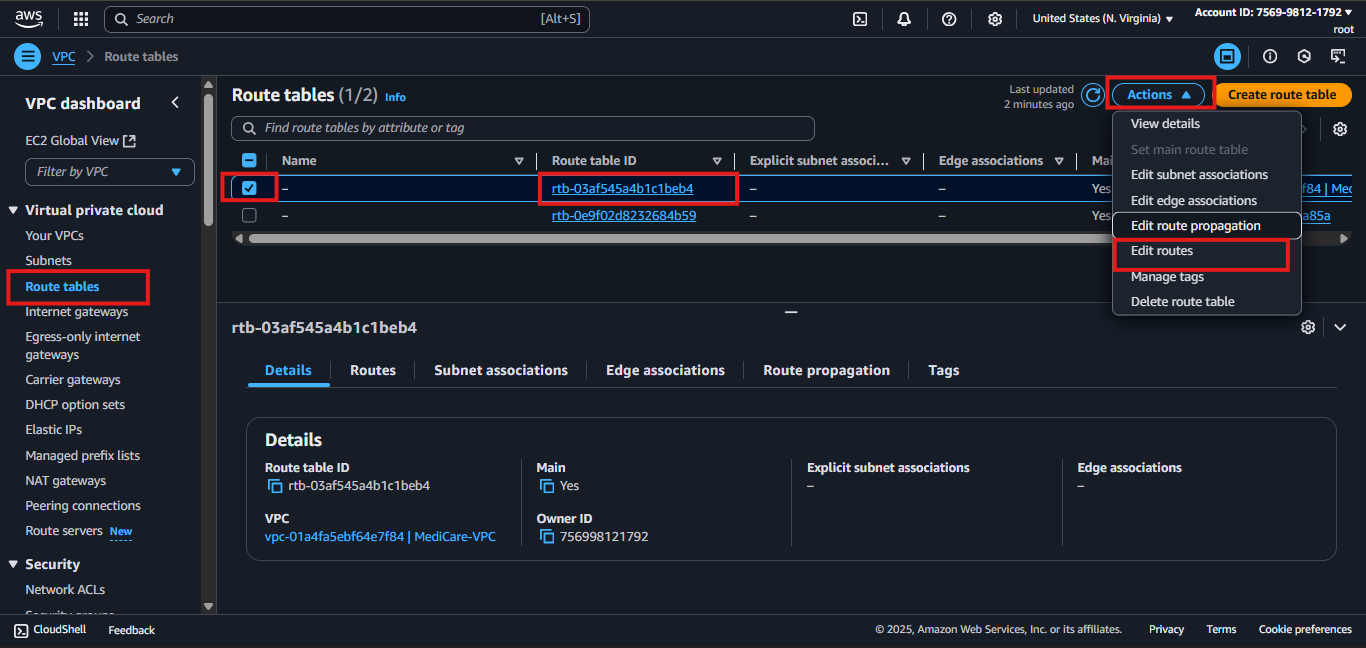 aws
Search [Alt+S]
United States (N. Virginia)
Account ID: 7569-9812-1792
root
VPC > Route tables
VPC dashboard
EC2 Global View
Filter by VPC
Virtual private cloud
Your VPCs
Subnets
Route tables
Internet gateways
Egress-only internet
gateways
Carrier gateways
DHCP option sets
Elastic IPs
Managed prefix lists
NAT gateways
Peering connections
Route servers New
Security
Network ACLs
Route tables (1/2) Info
Last updated
2 minutes ago
Actions
Create route table
Find route tables by attribute or tag
Name Route table ID Explicit subnet associ... Edge associations Mai
– rtb-03af545a4b1c1beb4 – – Yes f84 | Med
– rtb-0e9f02d8232684b59 – – Yes a85a
View details
Set main route table
Edit subnet associations
Edit edge associations
Edit route propagation
Edit routes
Manage tags
Delete route table
rtb-03af545a4b1c1beb4
Details Routes Subnet associations Edge associations Route propagation Tags
Details
Route table ID
rtb-03af545a4b1c1beb4
Main
Yes
Explicit subnet associations
–
Edge associations
–
VPC
vpc-01a4fa5ebf64e7f84 | MediCare-VPC
Owner ID
756998121792
CloudShell Feedback © 2025, Amazon Web Services, Inc. or its affiliates. Privacy Terms Cookie preferences